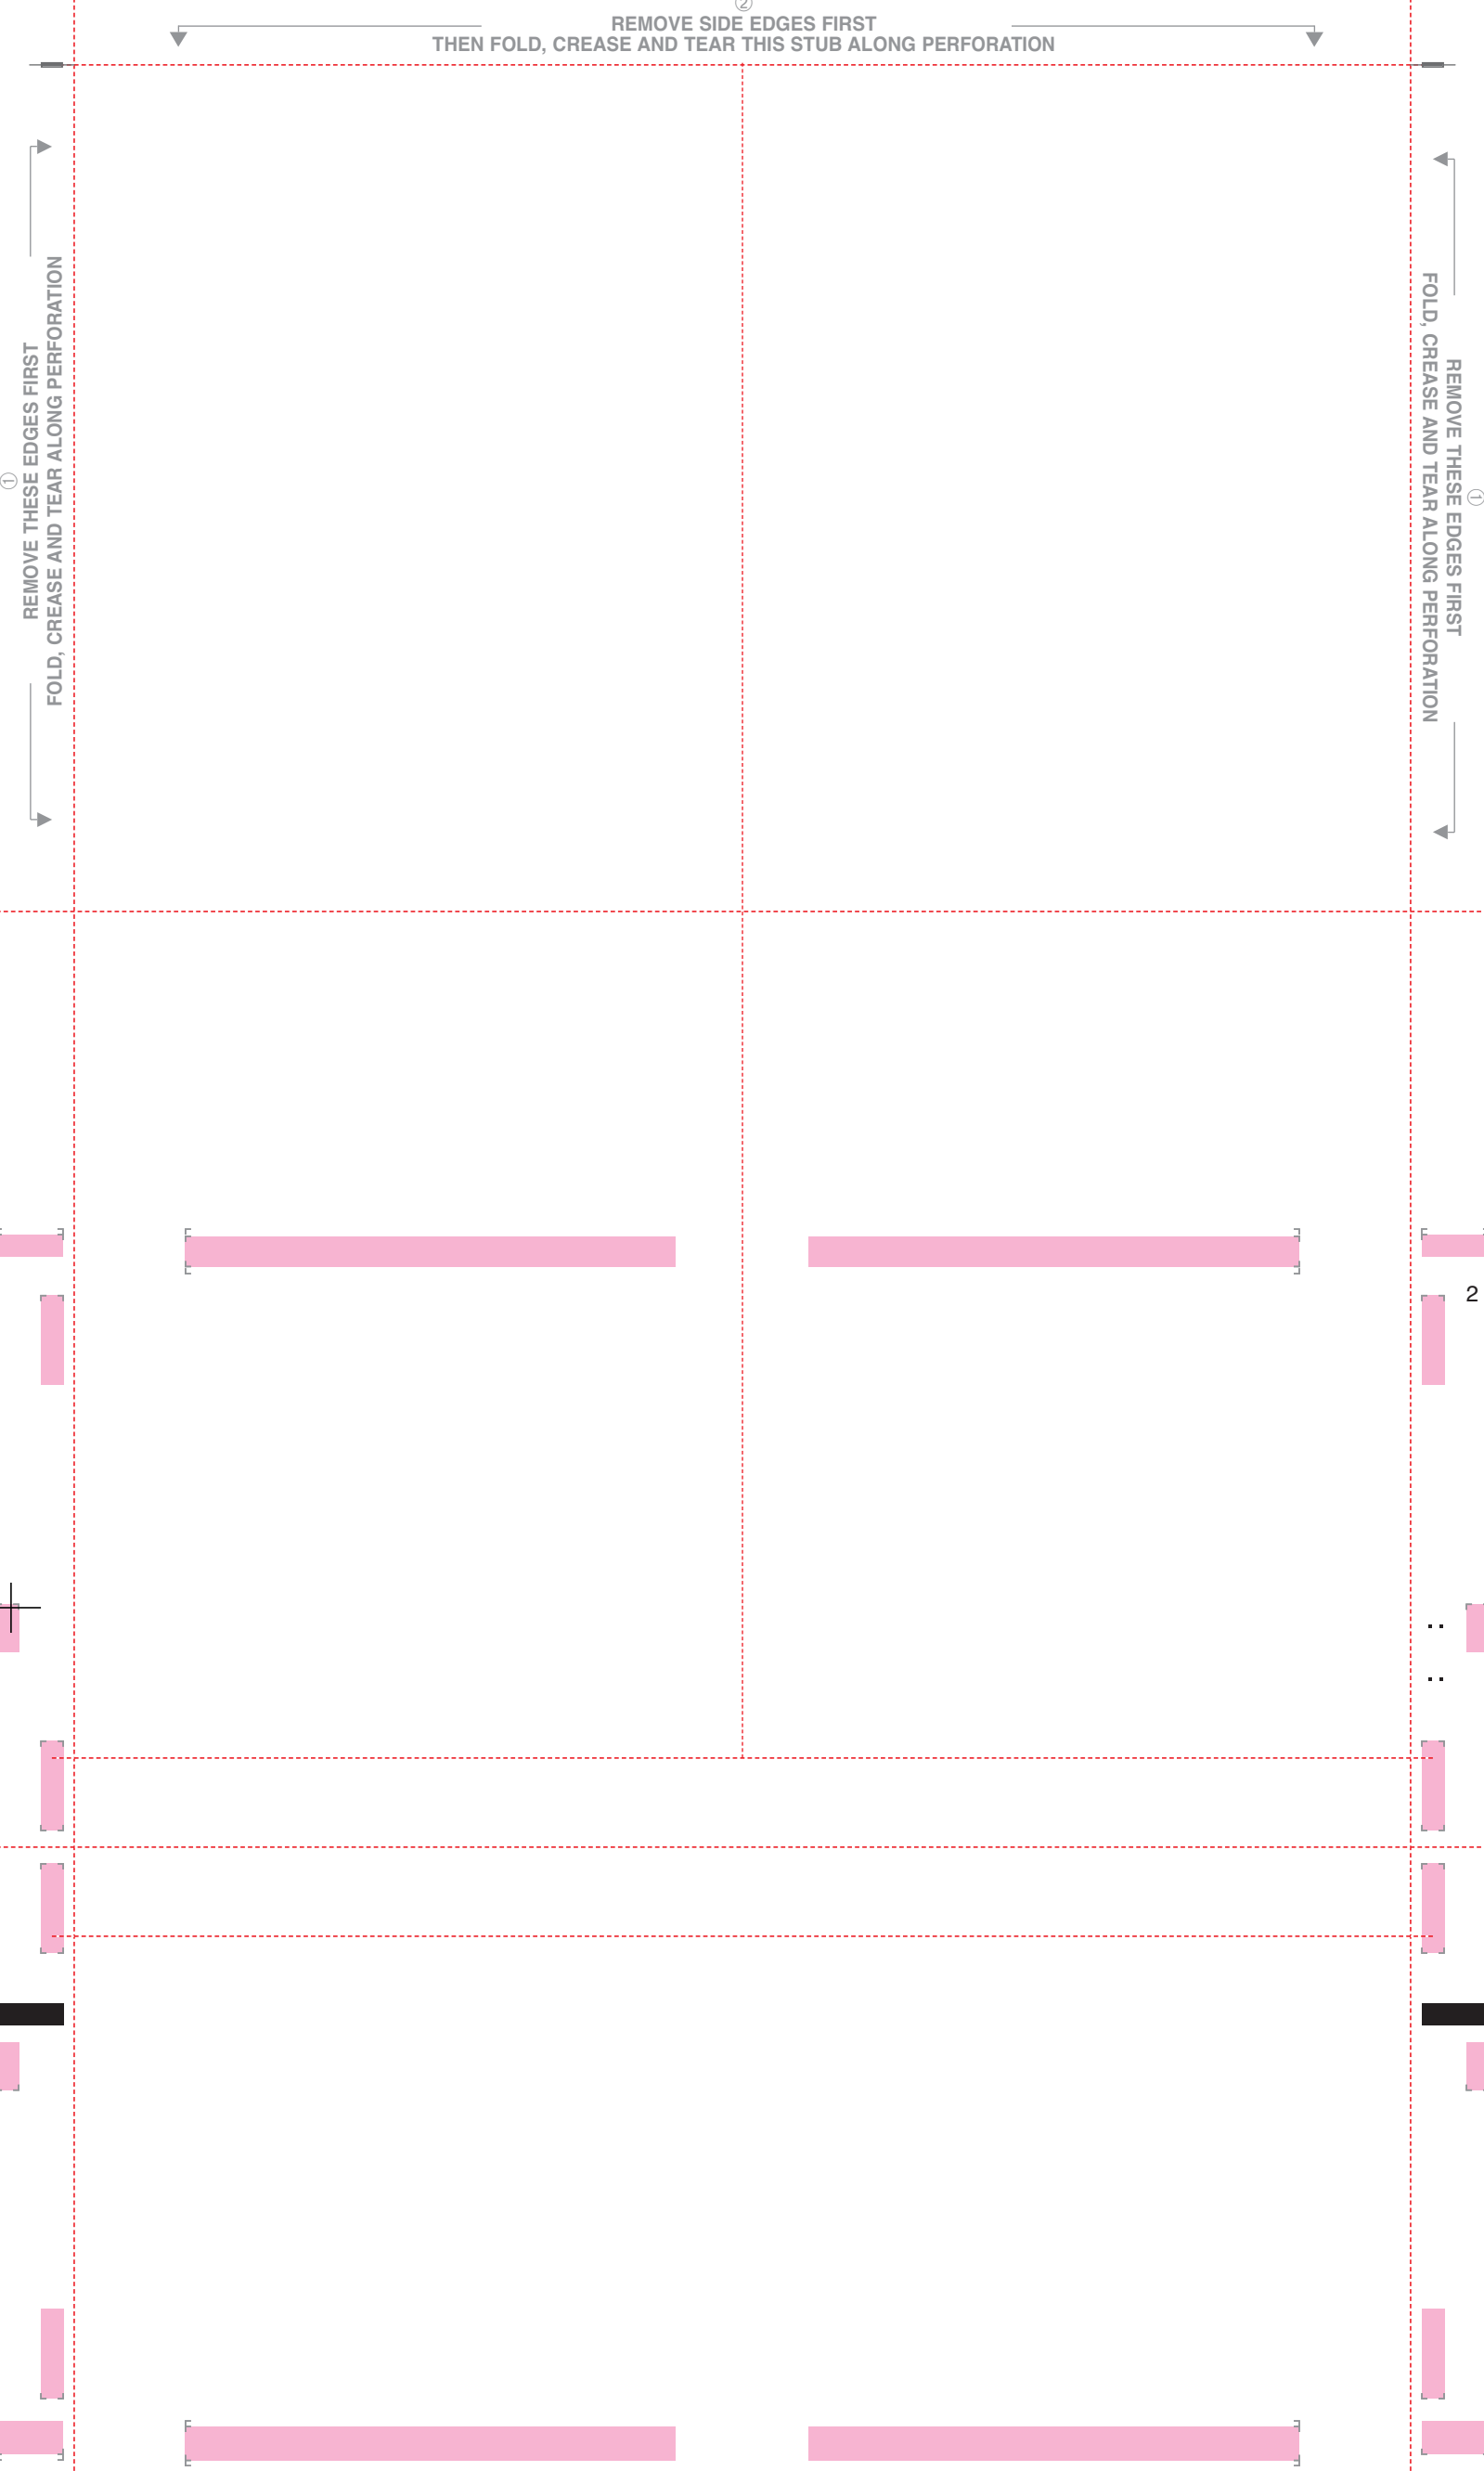 ②
REMOVE SIDE EDGES FIRST
THEN FOLD, CREASE AND TEAR THIS STUB ALONG PERFORATION
①
REMOVE THESE EDGES FIRST
FOLD, CREASE AND TEAR ALONG PERFORATION
①
REMOVE THESE EDGES FIRST
FOLD, CREASE AND TEAR ALONG PERFORATION
2